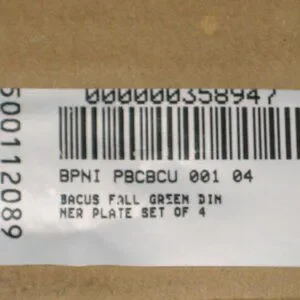 000000358947
500112089
BPNI PBCBCU 001 04
BACUS FALL GREEN DIN
NER PLATE SET OF 4